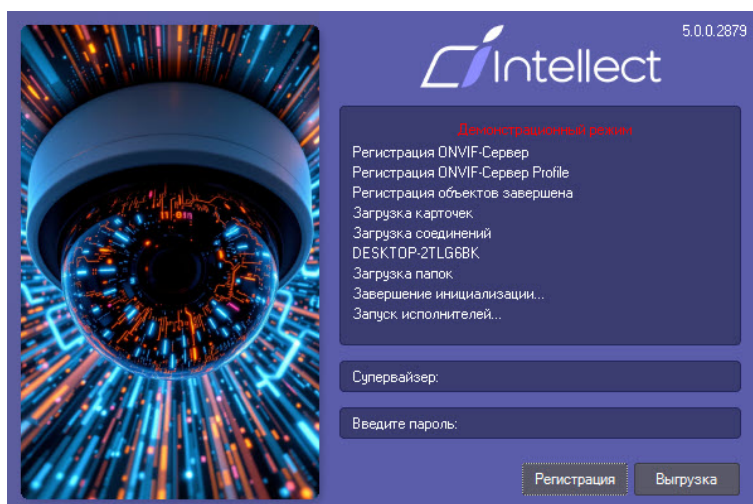 5.0.0.2879
Intellect
Демонстрационный режим
Регистрация ONVIF-Сервер
Регистрация ONVIF-Сервер Profile
Регистрация объектов завершена
Загрузка карточек
Загрузка соединений
DESKTOP-2TLG6BK
Загрузка папок
Завершение инициализации...
Запуск исполнителей...
Супервайзер:
Введите пароль:
Регистрация
Выгрузка